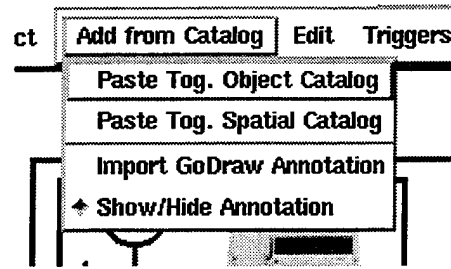 ct Add from Catalog Edit Triggers
Paste Tog. Object Catalog
Paste Tog. Spatial Catalog
Import GoDraw Annotation
Show/Hide Annotation